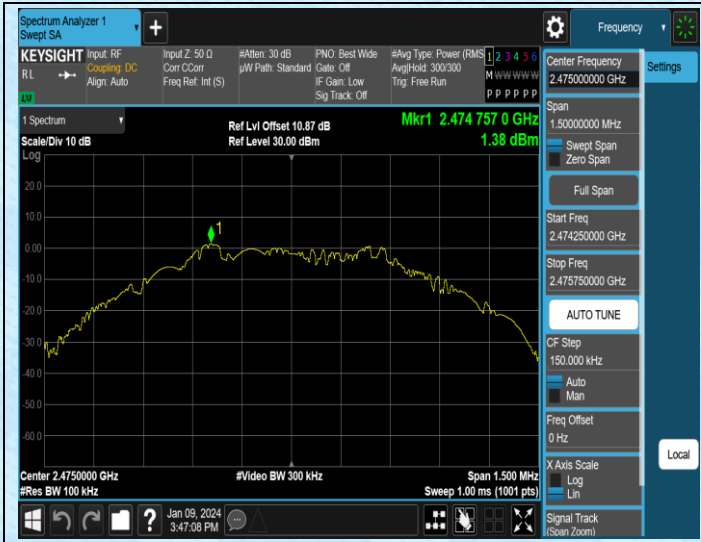 Spectrum Analyzer 1
Swept SA
Frequency
KEYSIGHT
RL
LXI
Input: RF
Coupling: DC
Align: Auto
Input Z: 50 Ω
Corr CCorr
Freq Ref: Int (S)
#Atten: 30 dB
µW Path: Standard
PNO: Best Wide
Gate: Off
IF Gain: Low
Sig Track: Off
#Avg Type: Power (RMS
Avg|Hold: 300/300
Trig: Free Run
1 2 3 4 5 6
M W W W W W
P P P P P P
1 Spectrum
Scale/Div 10 dB
Log
Ref Lvl Offset 10.87 dB
Ref Level 30.00 dBm
Mkr1 2.474 757 0 GHz
1.38 dBm
1
20.0
10.0
0.00
-10.0
-20.0
-30.0
-40.0
-50.0
-60.0
Center 2.4750000 GHz
#Res BW 100 kHz
#Video BW 300 kHz
Span 1.500 MHz
Sweep 1.00 ms (1001 pts)
?
Jan 09, 2024
3:47:08 PM
Center Frequency
2.475000000 GHz
Settings
Span
1.50000000 MHz
Swept Span
Zero Span
Full Span
Start Freq
2.474250000 GHz
Stop Freq
2.475750000 GHz
AUTO TUNE
CF Step
150.000 kHz
Auto
Man
Freq Offset
0 Hz
X Axis Scale
Log
Lin
Local
Signal Track
(Span Zoom)